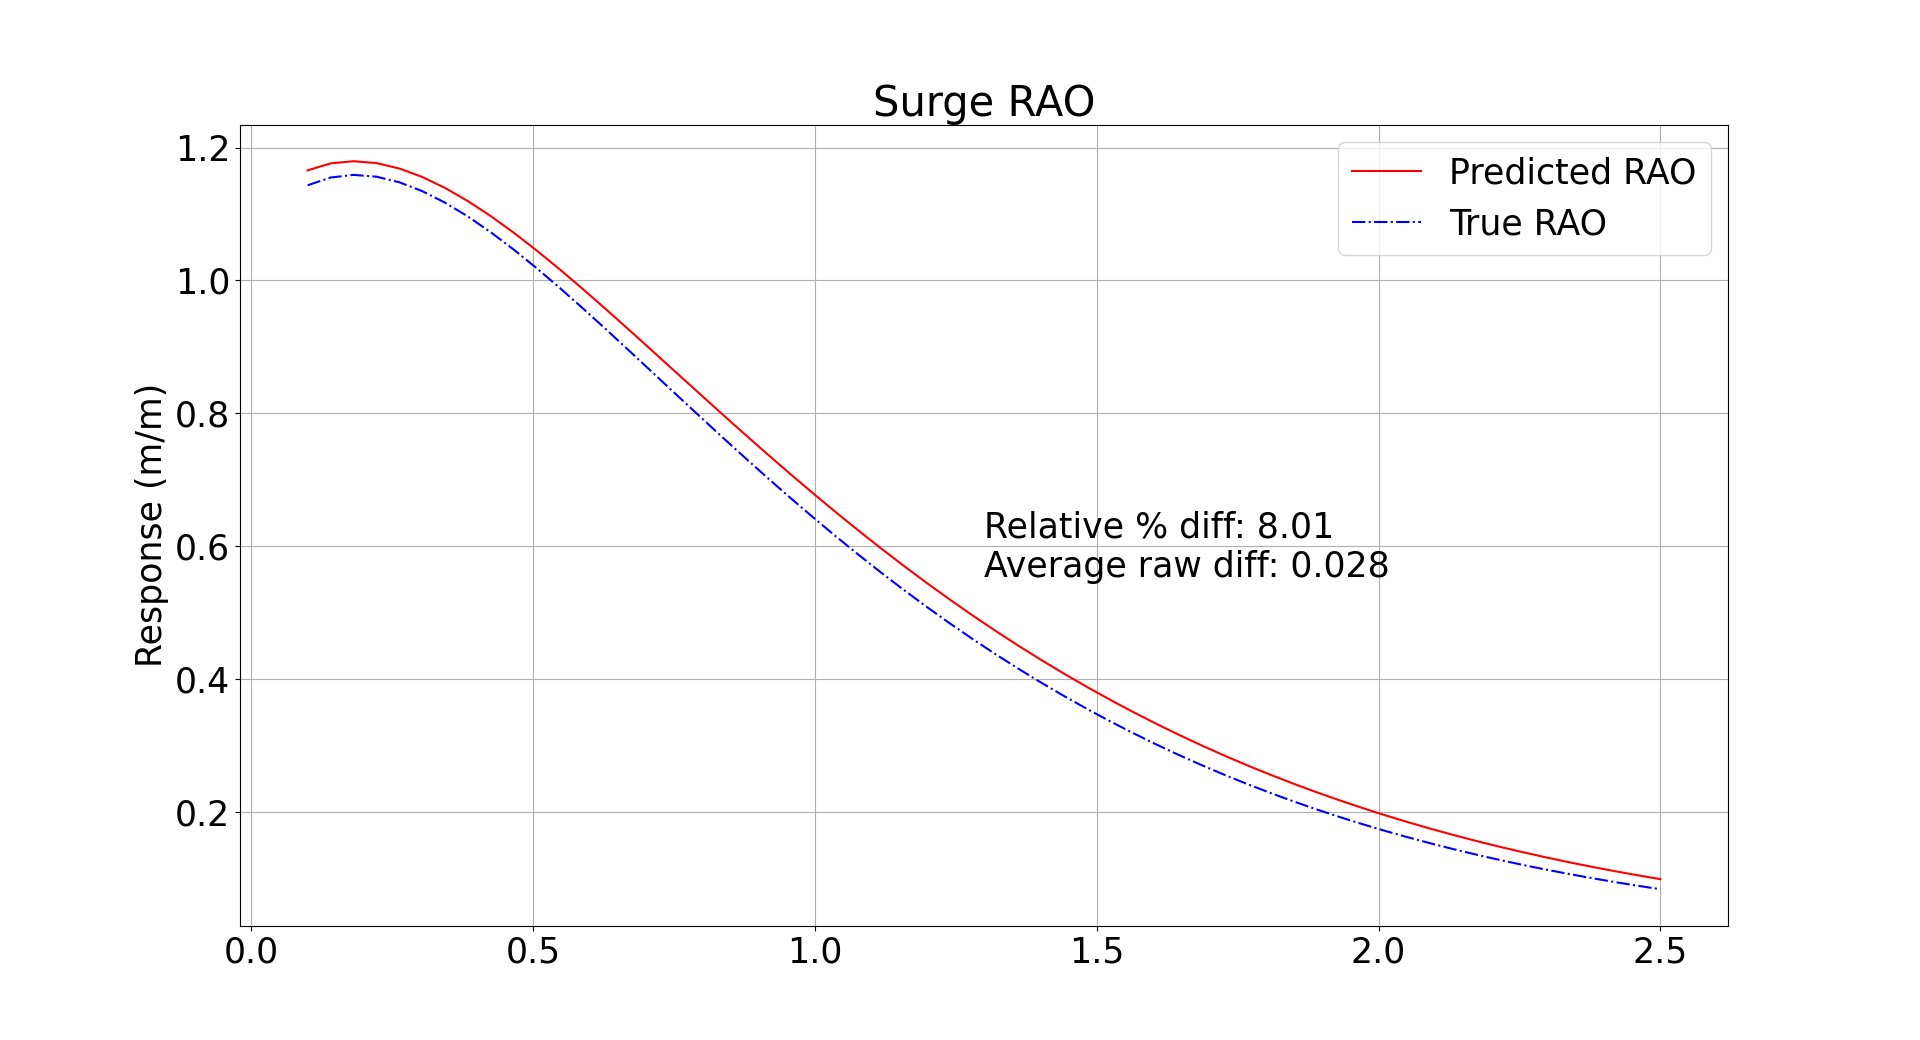 Surge RAO
1.2
1.0
0.8
0.6
0.4
0.2
Response (m/m)
Predicted RAO
True RAO
Relative % diff: 8.01
Average raw diff: 0.028
0.0 0.5 1.0 1.5 2.0 2.5